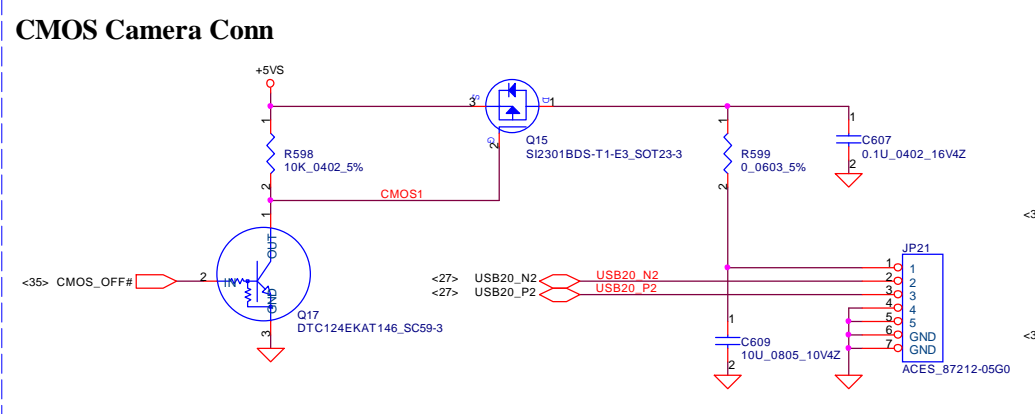 CMOS Camera Conn
+5VS
3 S D 1
G 2
Q15
SI2301BDS-T1-E3_SOT23-3
1
R598
10K_0402_5%
2
CMOS1
1
R599
0_0603_5%
2
1
C607
0.1U_0402_16V4Z
2
<3
1
OUT
<35> CMOS_OFF# 2 IN
GND
3
Q17
DTC124EKAT146_SC59-3
<27> USB20_N2 USB20_N2
<27> USB20_P2 USB20_P2
JP21
1 1
2 2
3 3
4 4
5 5
6 GND
7 GND
ACES_87212-05G0
1
C609
10U_0805_10V4Z
2
<3